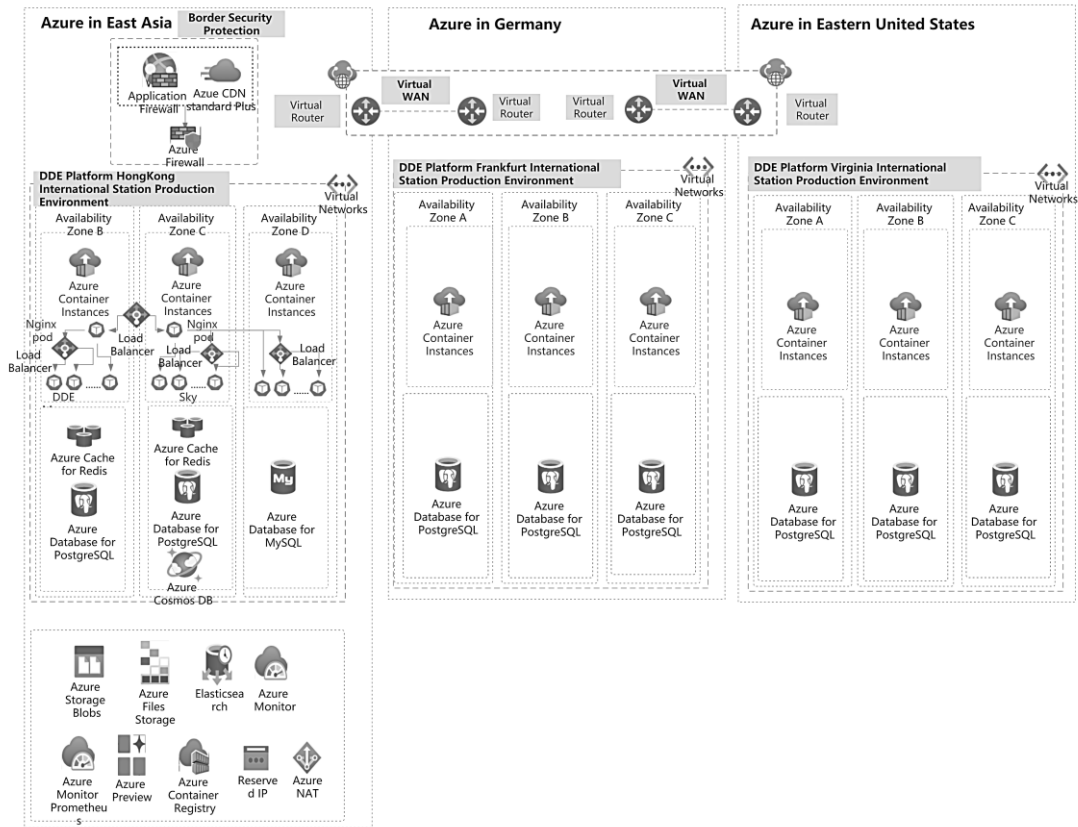 Azure in East Asia
Border Security
Protection
Application
Firewall
Azue CDN
standard Plus
Azure
Firewall
Azure in Germany
Azure in Eastern United States
Virtual
Router
Virtual
WAN
Virtual
Router
Virtual
Router
Virtual
WAN
Virtual
Router
DDE Platform HongKong
International Station Production
Environment
Virtual
Networks
Availability
Zone B
Availability
Zone C
Availability
Zone D
Azure
Container
Instances
Azure
Container
Instances
Azure
Container
Instances
Nginx
pod
Load
Balancer
Nginx
pod
Load
Balancer
Load
Balancer
Load
Balancer
......
......
......
DDE
Sky
Azure Cache
for Redis
Azure
Database for
PostgreSQL
Azure Cache
for Redis
Azure
Database for
PostgreSQL
Azure
Cosmos DB
My
Azure
Database for
MySQL
DDE Platform Frankfurt International
Station Production Environment
Virtual
Networks
Availability
Zone A
Availability
Zone B
Availability
Zone C
Azure
Container
Instances
Azure
Container
Instances
Azure
Container
Instances
Azure
Database for
PostgreSQL
Azure
Database for
PostgreSQL
Azure
Database for
PostgreSQL
DDE Platform Virginia International
Station Production Environment
Virtual
Networks
Availability
Zone A
Availability
Zone B
Availability
Zone C
Azure
Container
Instances
Azure
Container
Instances
Azure
Container
Instances
Azure
Database for
PostgreSQL
Azure
Database for
PostgreSQL
Azure
Database for
PostgreSQL
Azure
Storage
Blobs
Azure
Files
Storage
Elasticsea
rch
Azure
Monitor
Azure
Monitor
Prometheu
s
Azure
Preview
Azure
Container
Registry
Reserve
d IP
Azure
NAT